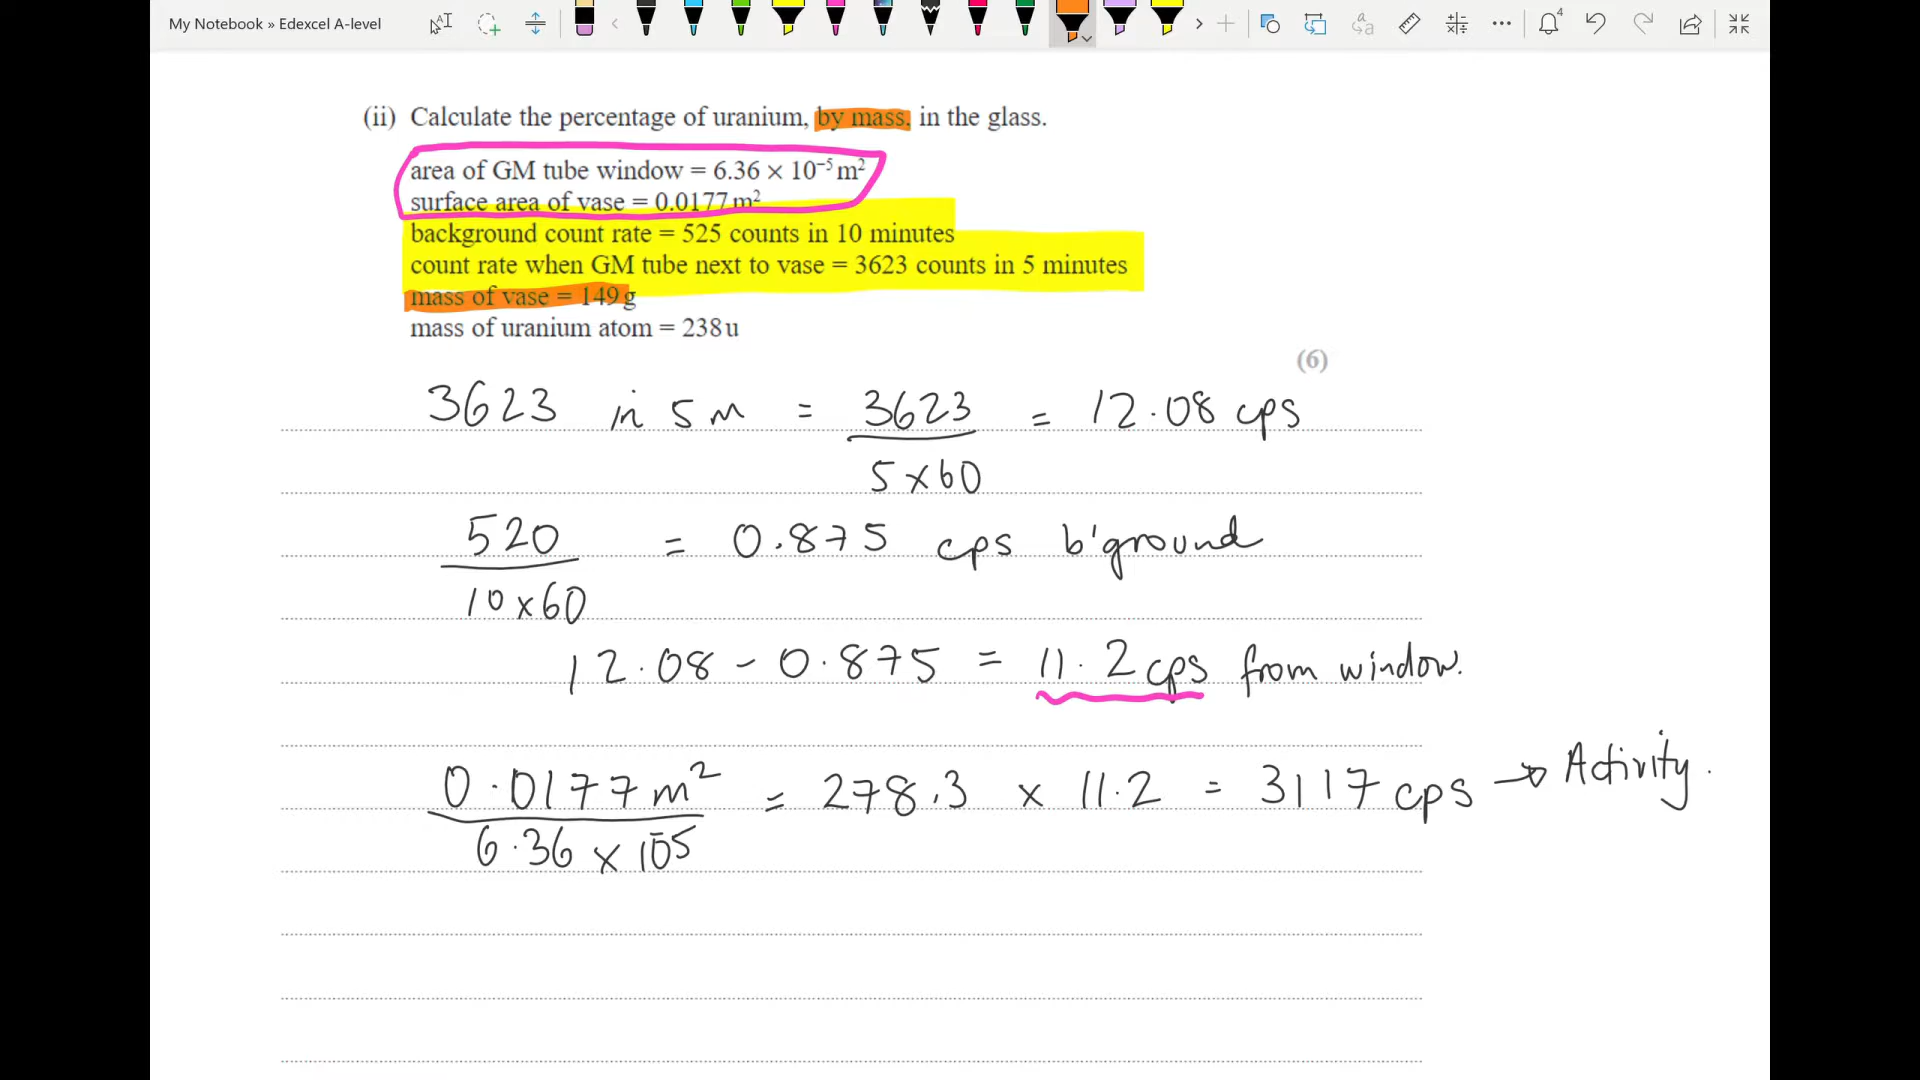 My Notebook » Edexcel A-level
(ii) Calculate the percentage of uranium, by mass, in the glass.
area of GM tube window = 6.36 × 10⁻⁵ m²
surface area of vase = 0.0177 m²
background count rate = 525 counts in 10 minutes
count rate when GM tube next to vase = 3623 counts in 5 minutes
mass of vase = 149 g
mass of uranium atom = 238 u
(6)
3623 in 5 m = 3623 / 5 x 60 = 12.08 cps
520 / 10 x 60 = 0.875 cps b'ground
12.08 - 0.875 = 11.2 cps from window.
0.0177 m² / 6.36 x 10⁻⁵ = 278.3 x 11.2 = 3117 cps → Activity.